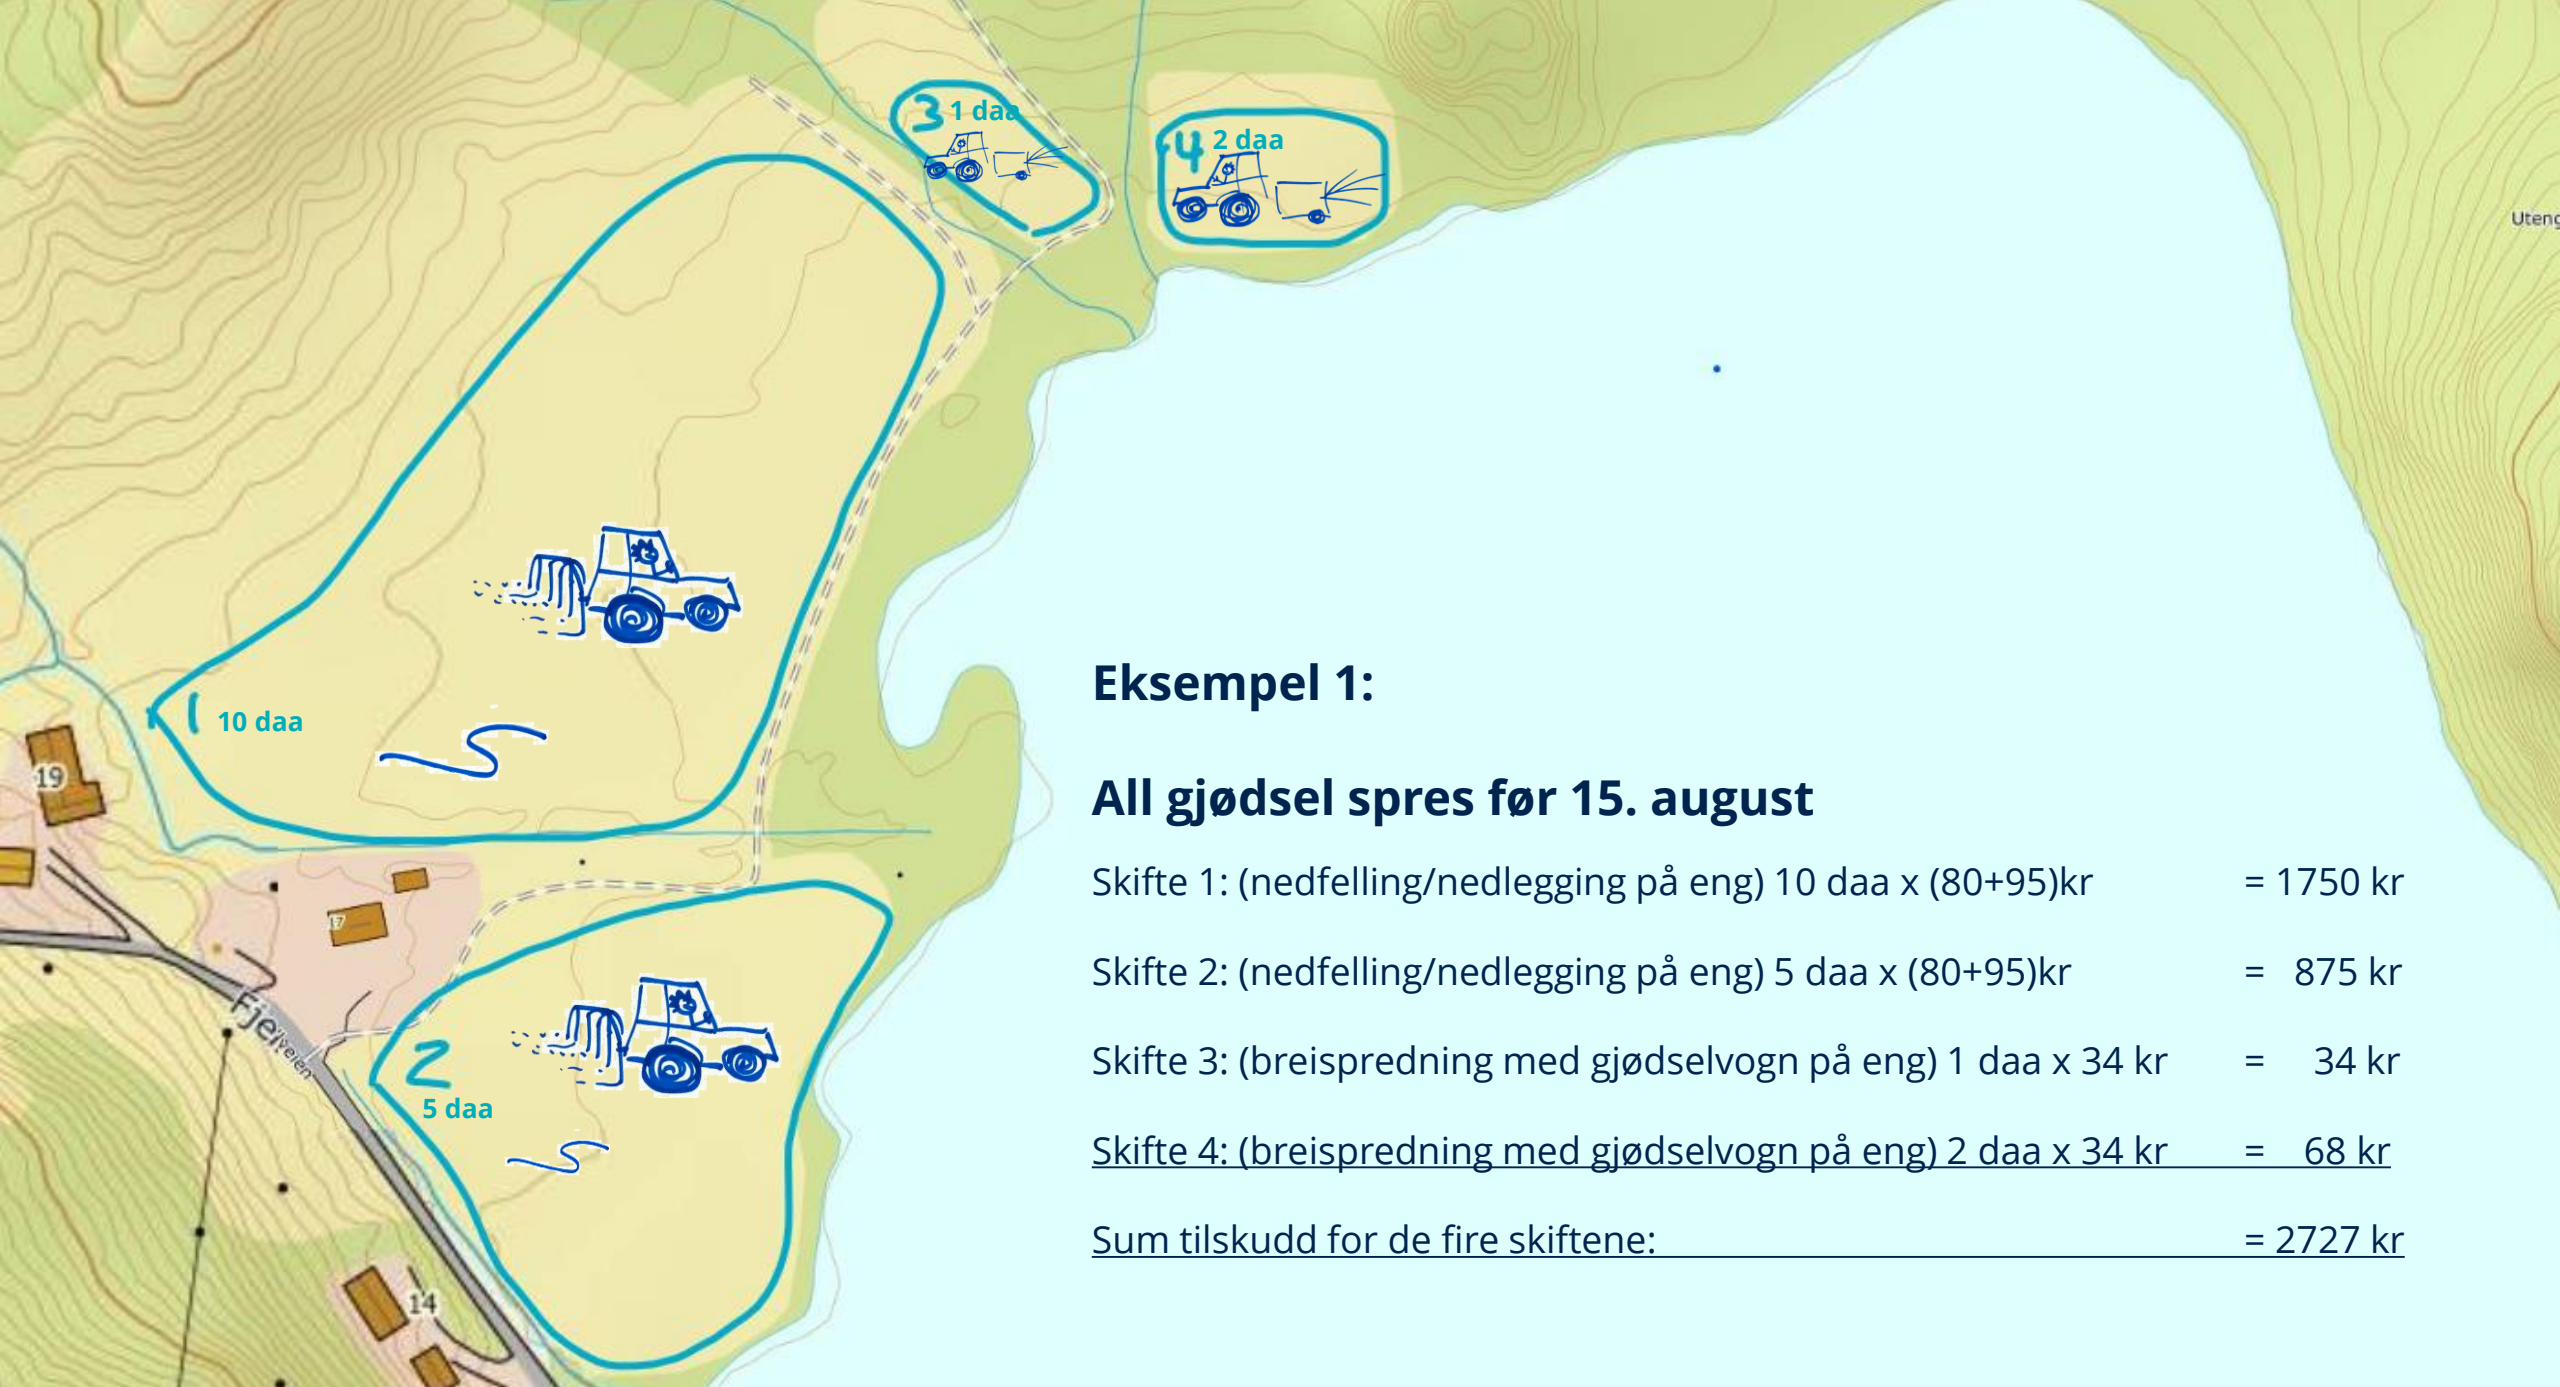 3 1 daa
4 2 daa
Uteng
1 10 daa
19
17
2
5 daa
14
Eksempel 1:
All gjødsel spres før 15. august
Skifte 1: (nedfelling/nedlegging på eng) 10 daa x (80+95)kr = 1750 kr
Skifte 2: (nedfelling/nedlegging på eng) 5 daa x (80+95)kr = 875 kr
Skifte 3: (breispredning med gjødselvogn på eng) 1 daa x 34 kr = 34 kr
Skifte 4: (breispredning med gjødselvogn på eng) 2 daa x 34 kr = 68 kr
Sum tilskudd for de fire skiftene: = 2727 kr